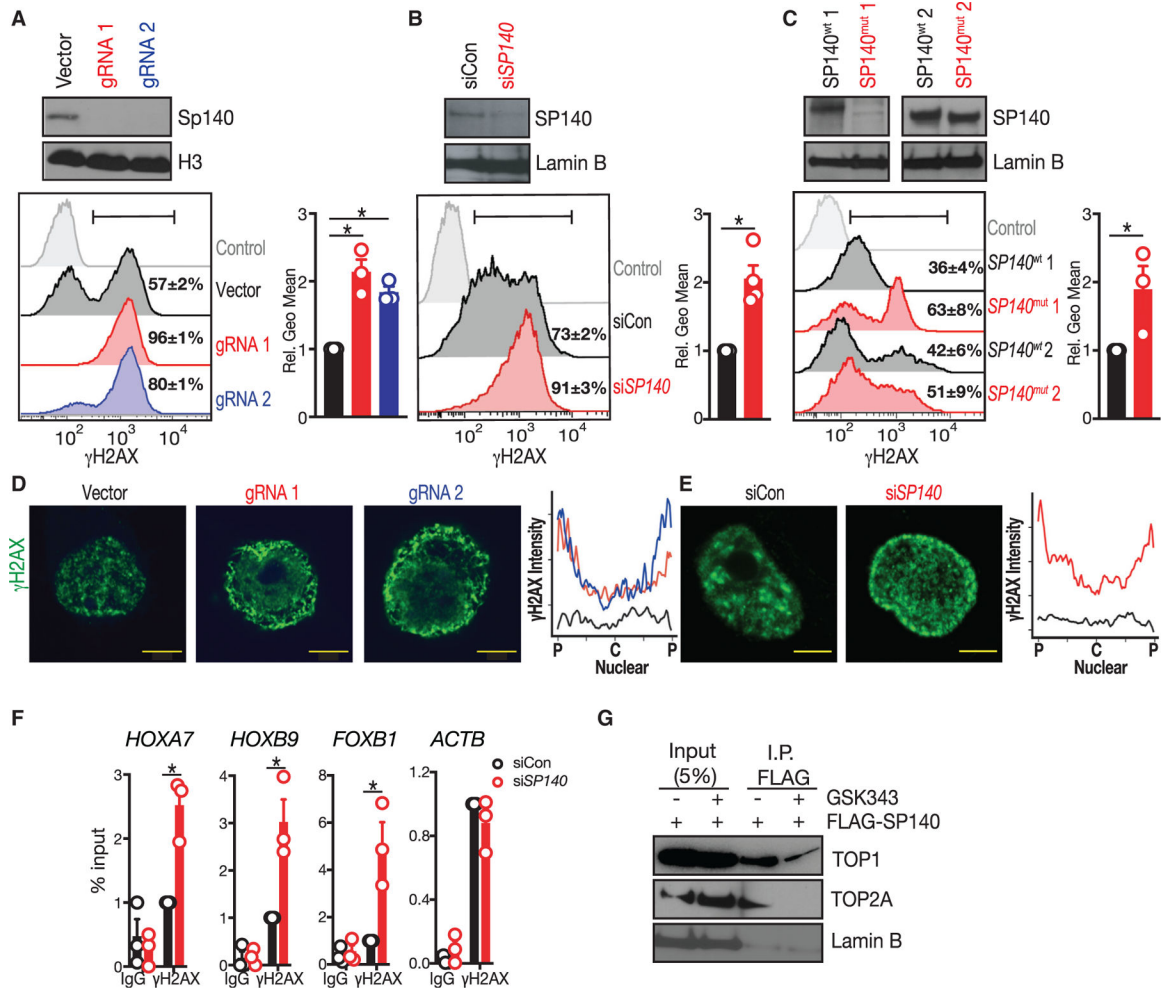 A
Vector
gRNA 1
gRNA 2
Sp140
H3
Control
57±2%
Vector
96±1%
gRNA 1
80±1%
gRNA 2
10² 10³ 10⁴
γH2AX
Rel. Geo Mean
3
2
1
0
*
*
B
siCon
siSP140
SP140
Lamin B
Control
siCon
73±2%
91±3%
siSP140
10² 10³ 10⁴
γH2AX
Rel. Geo Mean
3
2
1
0
*
C
SP140ʷᵗ 1
SP140ᵐᵘᵗ 1
SP140ʷᵗ 2
SP140ᵐᵘᵗ 2
SP140
Lamin B
Control
SP140ʷᵗ 1
36±4%
63±8% SP140ᵐᵘᵗ 1
SP140ʷᵗ 2
42±6%
51±9% SP140ᵐᵘᵗ 2
10² 10³ 10⁴
γH2AX
Rel. Geo Mean
3
2
1
0
*
D
Vector
gRNA 1
gRNA 2
γH2AX
γH2AX Intensity
P C P
Nuclear
E
siCon
siSP140
γH2AX Intensity
P C P
Nuclear
F
HOXA7
HOXB9
FOXB1
ACTB
siCon
siSP140
% input
3
2
1
0
*
IgG γH2AX
4
3
2
1
0
*
IgG γH2AX
8
6
4
2
0
*
IgG γH2AX
1.2
0.8
0.4
0.0
IgG γH2AX
G
Input
(5%)
I.P.
FLAG
- + - + GSK343
+ + + + FLAG-SP140
TOP1
TOP2A
Lamin B